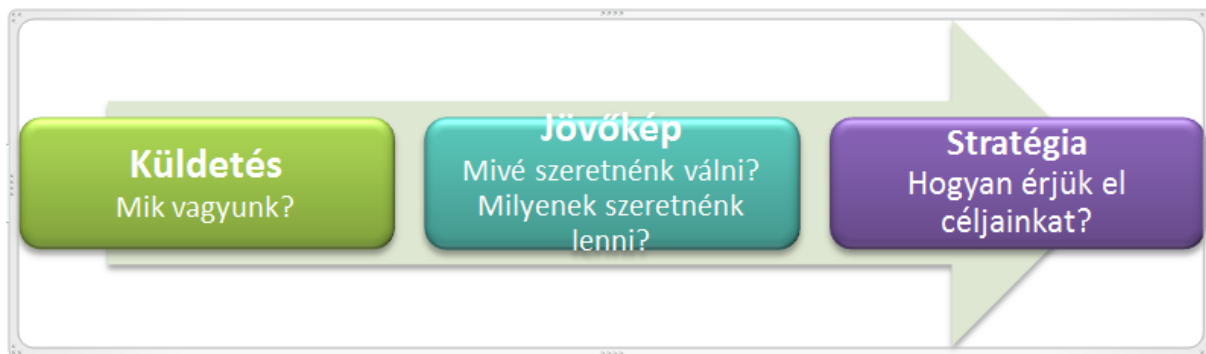 Küldetés
Mik vagyunk?
Jövőkép
Mivé szeretnénk válni?
Milyenek szeretnénk
lenni?
Stratégia
Hogyan érjük el
céljainkat?